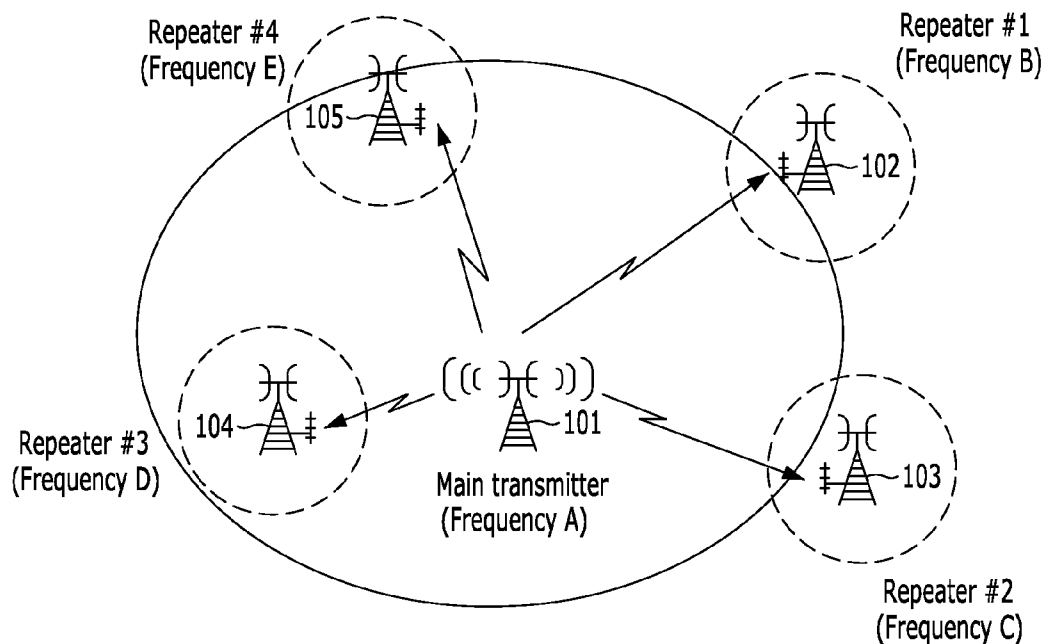 Repeater #4
(Frequency E)
Repeater #1
(Frequency B)
105
102
104
101
Repeater #3
(Frequency D)
Main transmitter
(Frequency A)
103
Repeater #2
(Frequency C)